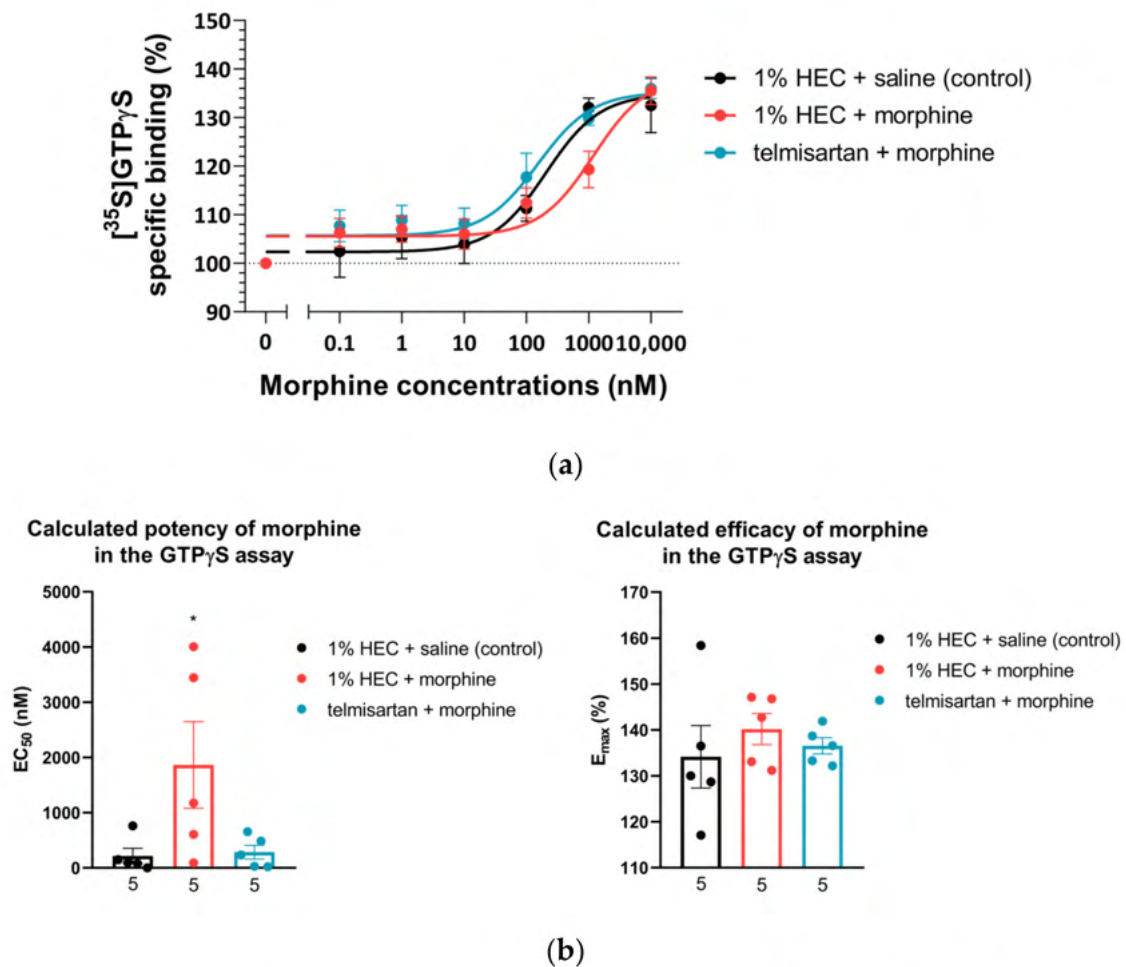 150
140
130
120
110
100
90
[³⁵S]GTPγS
specific binding (%)
1% HEC + saline (control)
1% HEC + morphine
telmisartan + morphine
0 0.1 1 10 100 1000 10,000
Morphine concentrations (nM)
(a)
Calculated potency of morphine
in the GTPγS assay
5000
4000
3000
2000
1000
0
EC₅₀ (nM)
*
5 5 5
1% HEC + saline (control)
1% HEC + morphine
telmisartan + morphine
Calculated efficacy of morphine
in the GTPγS assay
170
160
150
140
130
120
110
Eₘₐₓ (%)
5 5 5
1% HEC + saline (control)
1% HEC + morphine
telmisartan + morphine
(b)